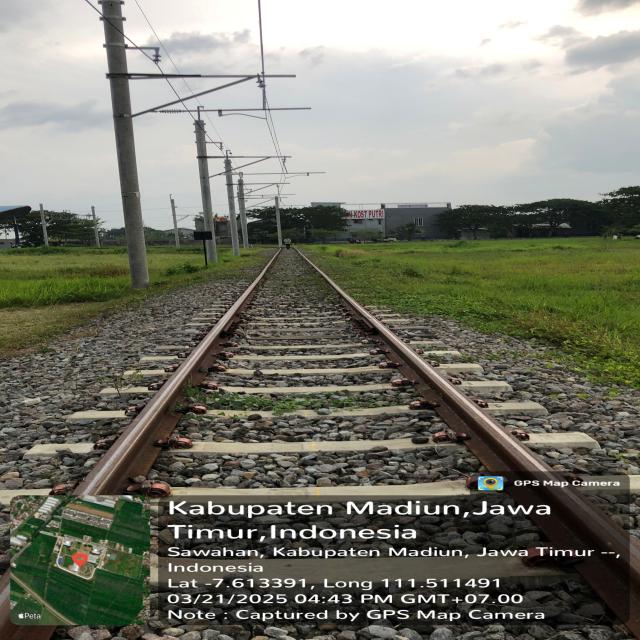 KOST PUTRI
GPS Map Camera
Kabupaten Madiun,Jawa
Timur,Indonesia
Sawahan, Kabupaten Madiun, Jawa Timur --,
Indonesia
Lat -7.613391, Long 111.511491
03/21/2025 04:43 PM GMT+07.00
Note : Captured by GPS Map Camera
Peta